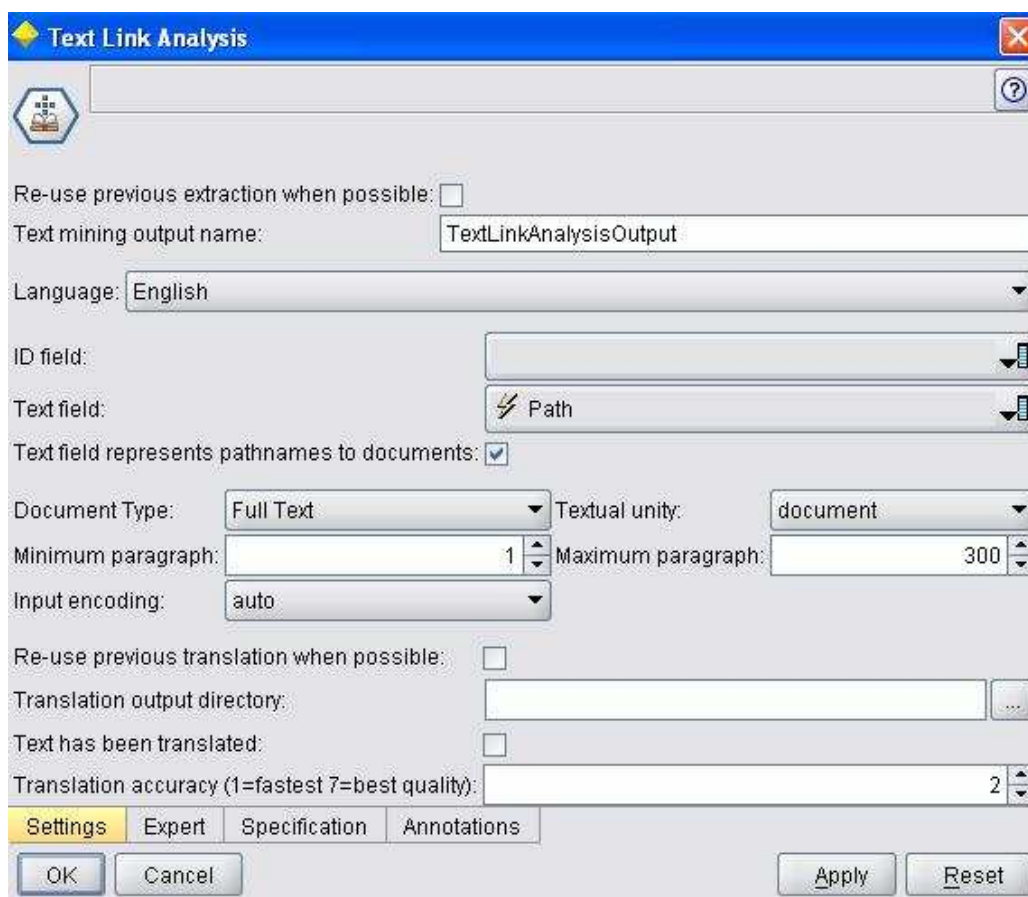 Text Link Analysis
?
Re-use previous extraction when possible:
Text mining output name: TextLinkAnalysisOutput
Language: English
ID field:
Text field: Path
Text field represents pathnames to documents:
Document Type: Full Text Textual unity: document
Minimum paragraph: 1 Maximum paragraph: 300
Input encoding: auto
Re-use previous translation when possible:
Translation output directory: ...
Text has been translated:
Translation accuracy (1=fastest 7=best quality): 2
Settings Expert Specification Annotations
OK Cancel Apply Reset